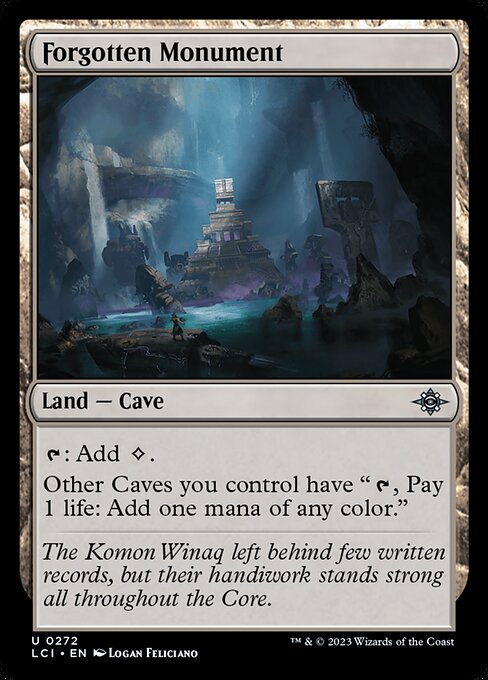 Forgotten Monument
Land — Cave
: Add .
Other Caves you control have “ , Pay
1 life: Add one mana of any color.”
The Komon Winaq left behind few written
records, but their handiwork stands strong
all throughout the Core.
U 0272
LCI • EN Logan Feliciano
™ & © 2023 Wizards of the Coast